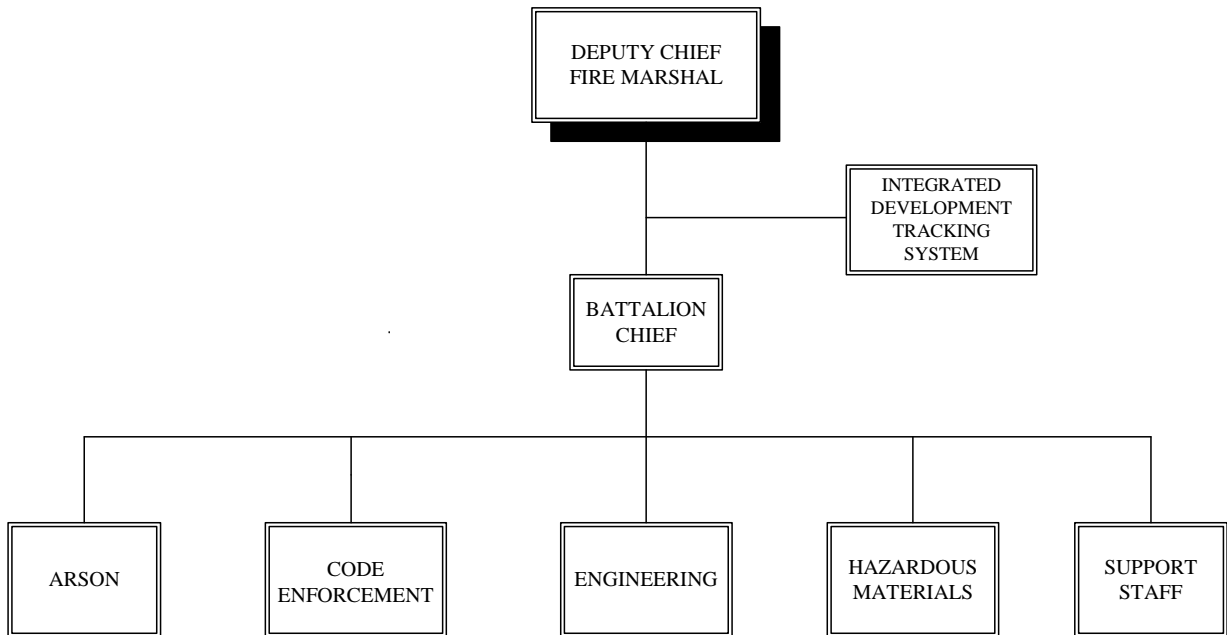 DEPUTY CHIEF
FIRE MARSHAL
INTEGRATED
DEVELOPMENT
TRACKING
SYSTEM
BATTALION
CHIEF
ARSON
CODE
ENFORCEMENT
ENGINEERING
HAZARDOUS
MATERIALS
SUPPORT
STAFF